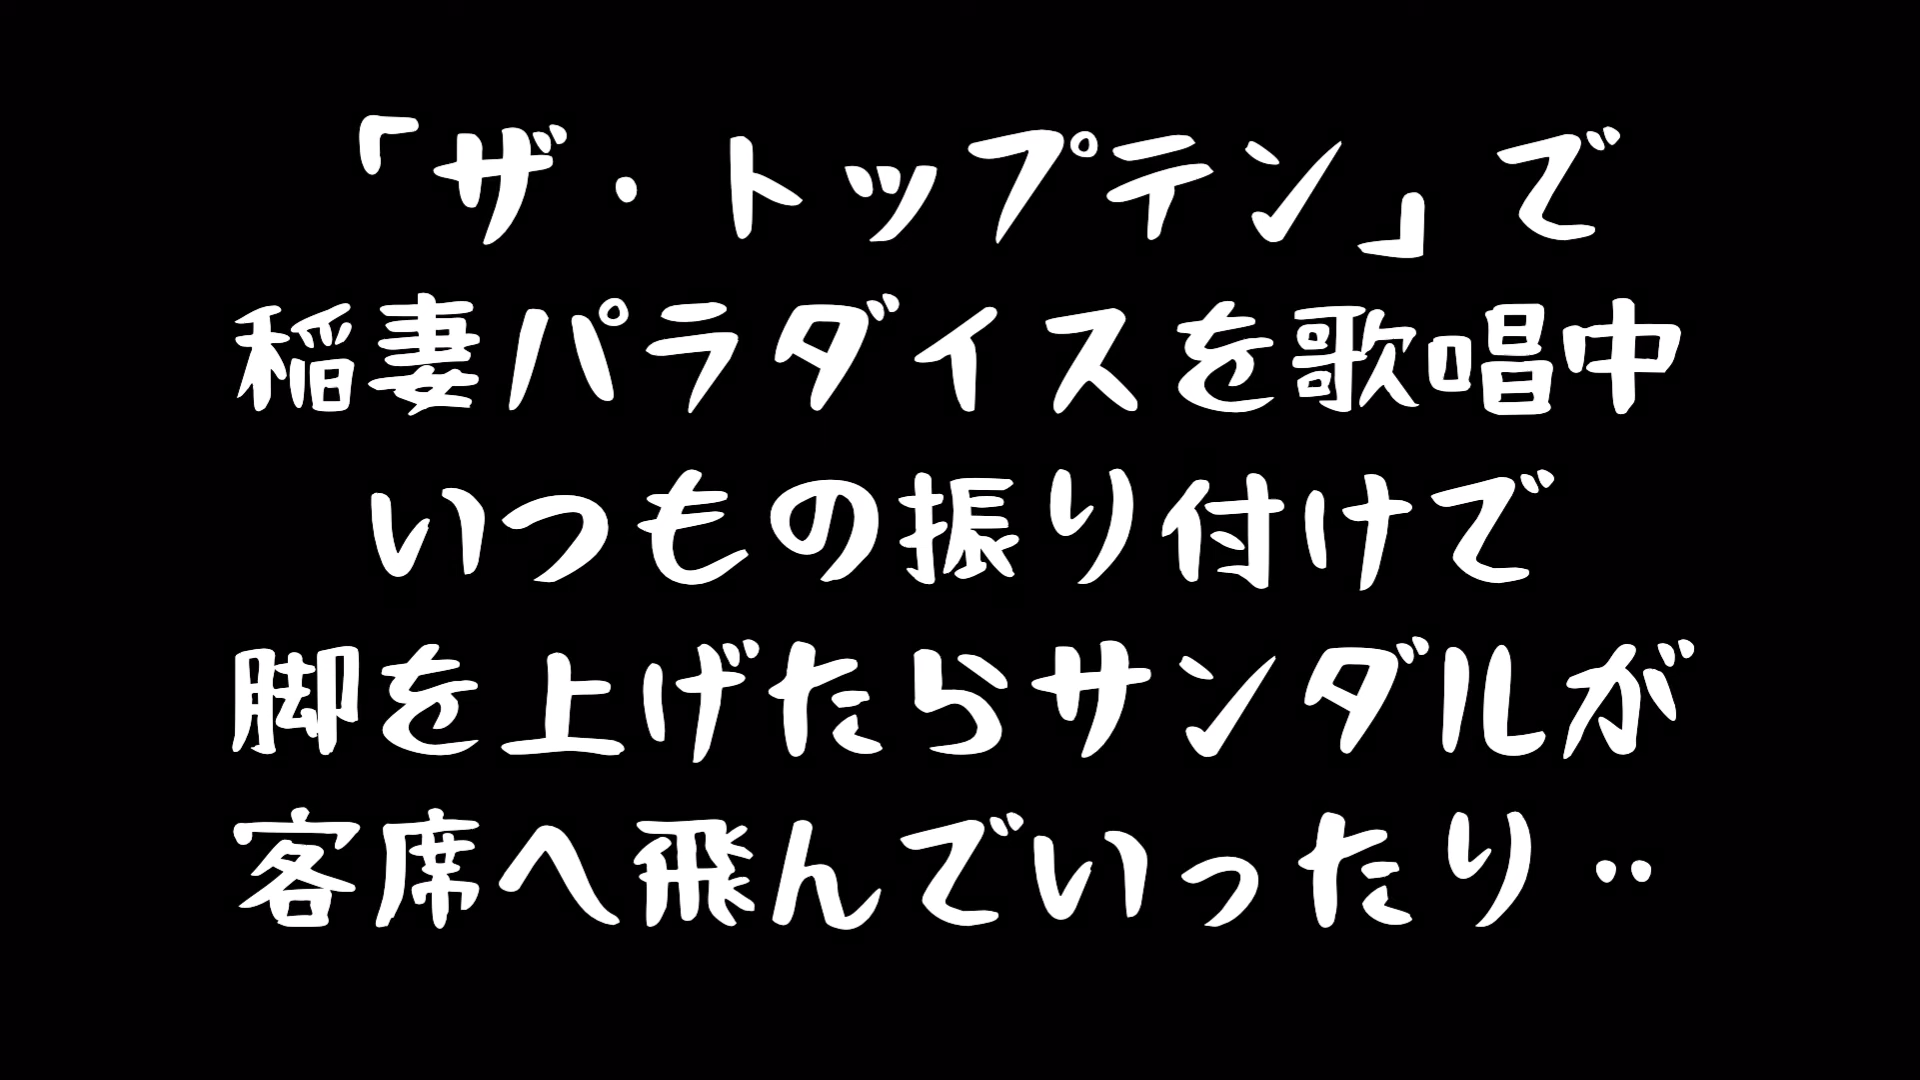 「ザ・トップテン」で
稲妻パラダイスを歌唱中
いつもの振り付けで
脚を上げたらサンダルが
客席へ飛んでいったり‥